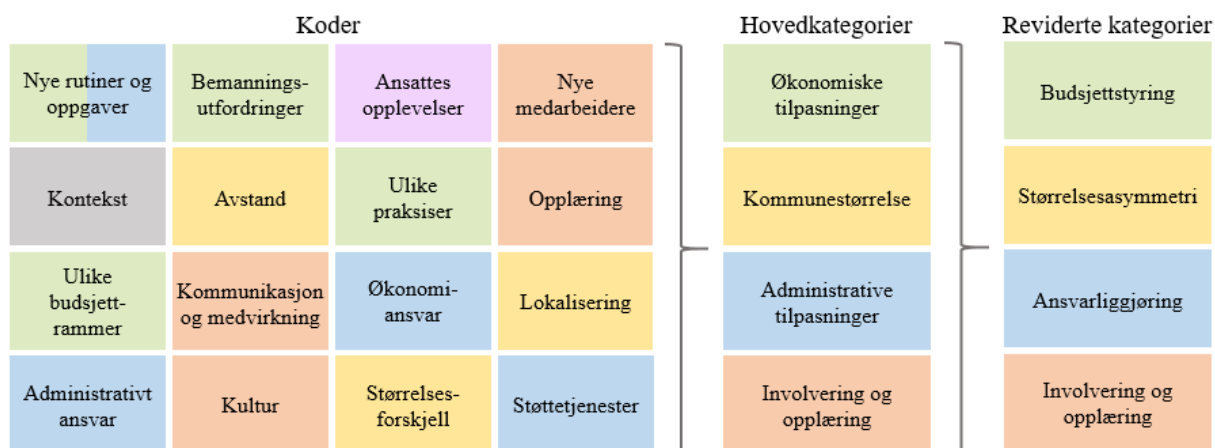 Koder
Hovedkategorier
Reviderte kategorier
Nye rutiner og
oppgaver
Bemannings-
utfordringer
Ansattes
opplevelser
Nye
medarbeidere
Økonomiske
tilpasninger
Budsjettstyring
Kontekst
Avstand
Ulike
praksiser
Opplæring
Kommunestørrelse
Størrelsesasymmetri
Ulike
budsjett-
rammer
Kommunikasjon
og medvirkning
Økonomi-
ansvar
Lokalisering
Administrative
tilpasninger
Ansvarliggjøring
Administrativt
ansvar
Kultur
Størrelses-
forskjell
Støttetjenester
Involvering og
opplæring
Involvering og
opplæring